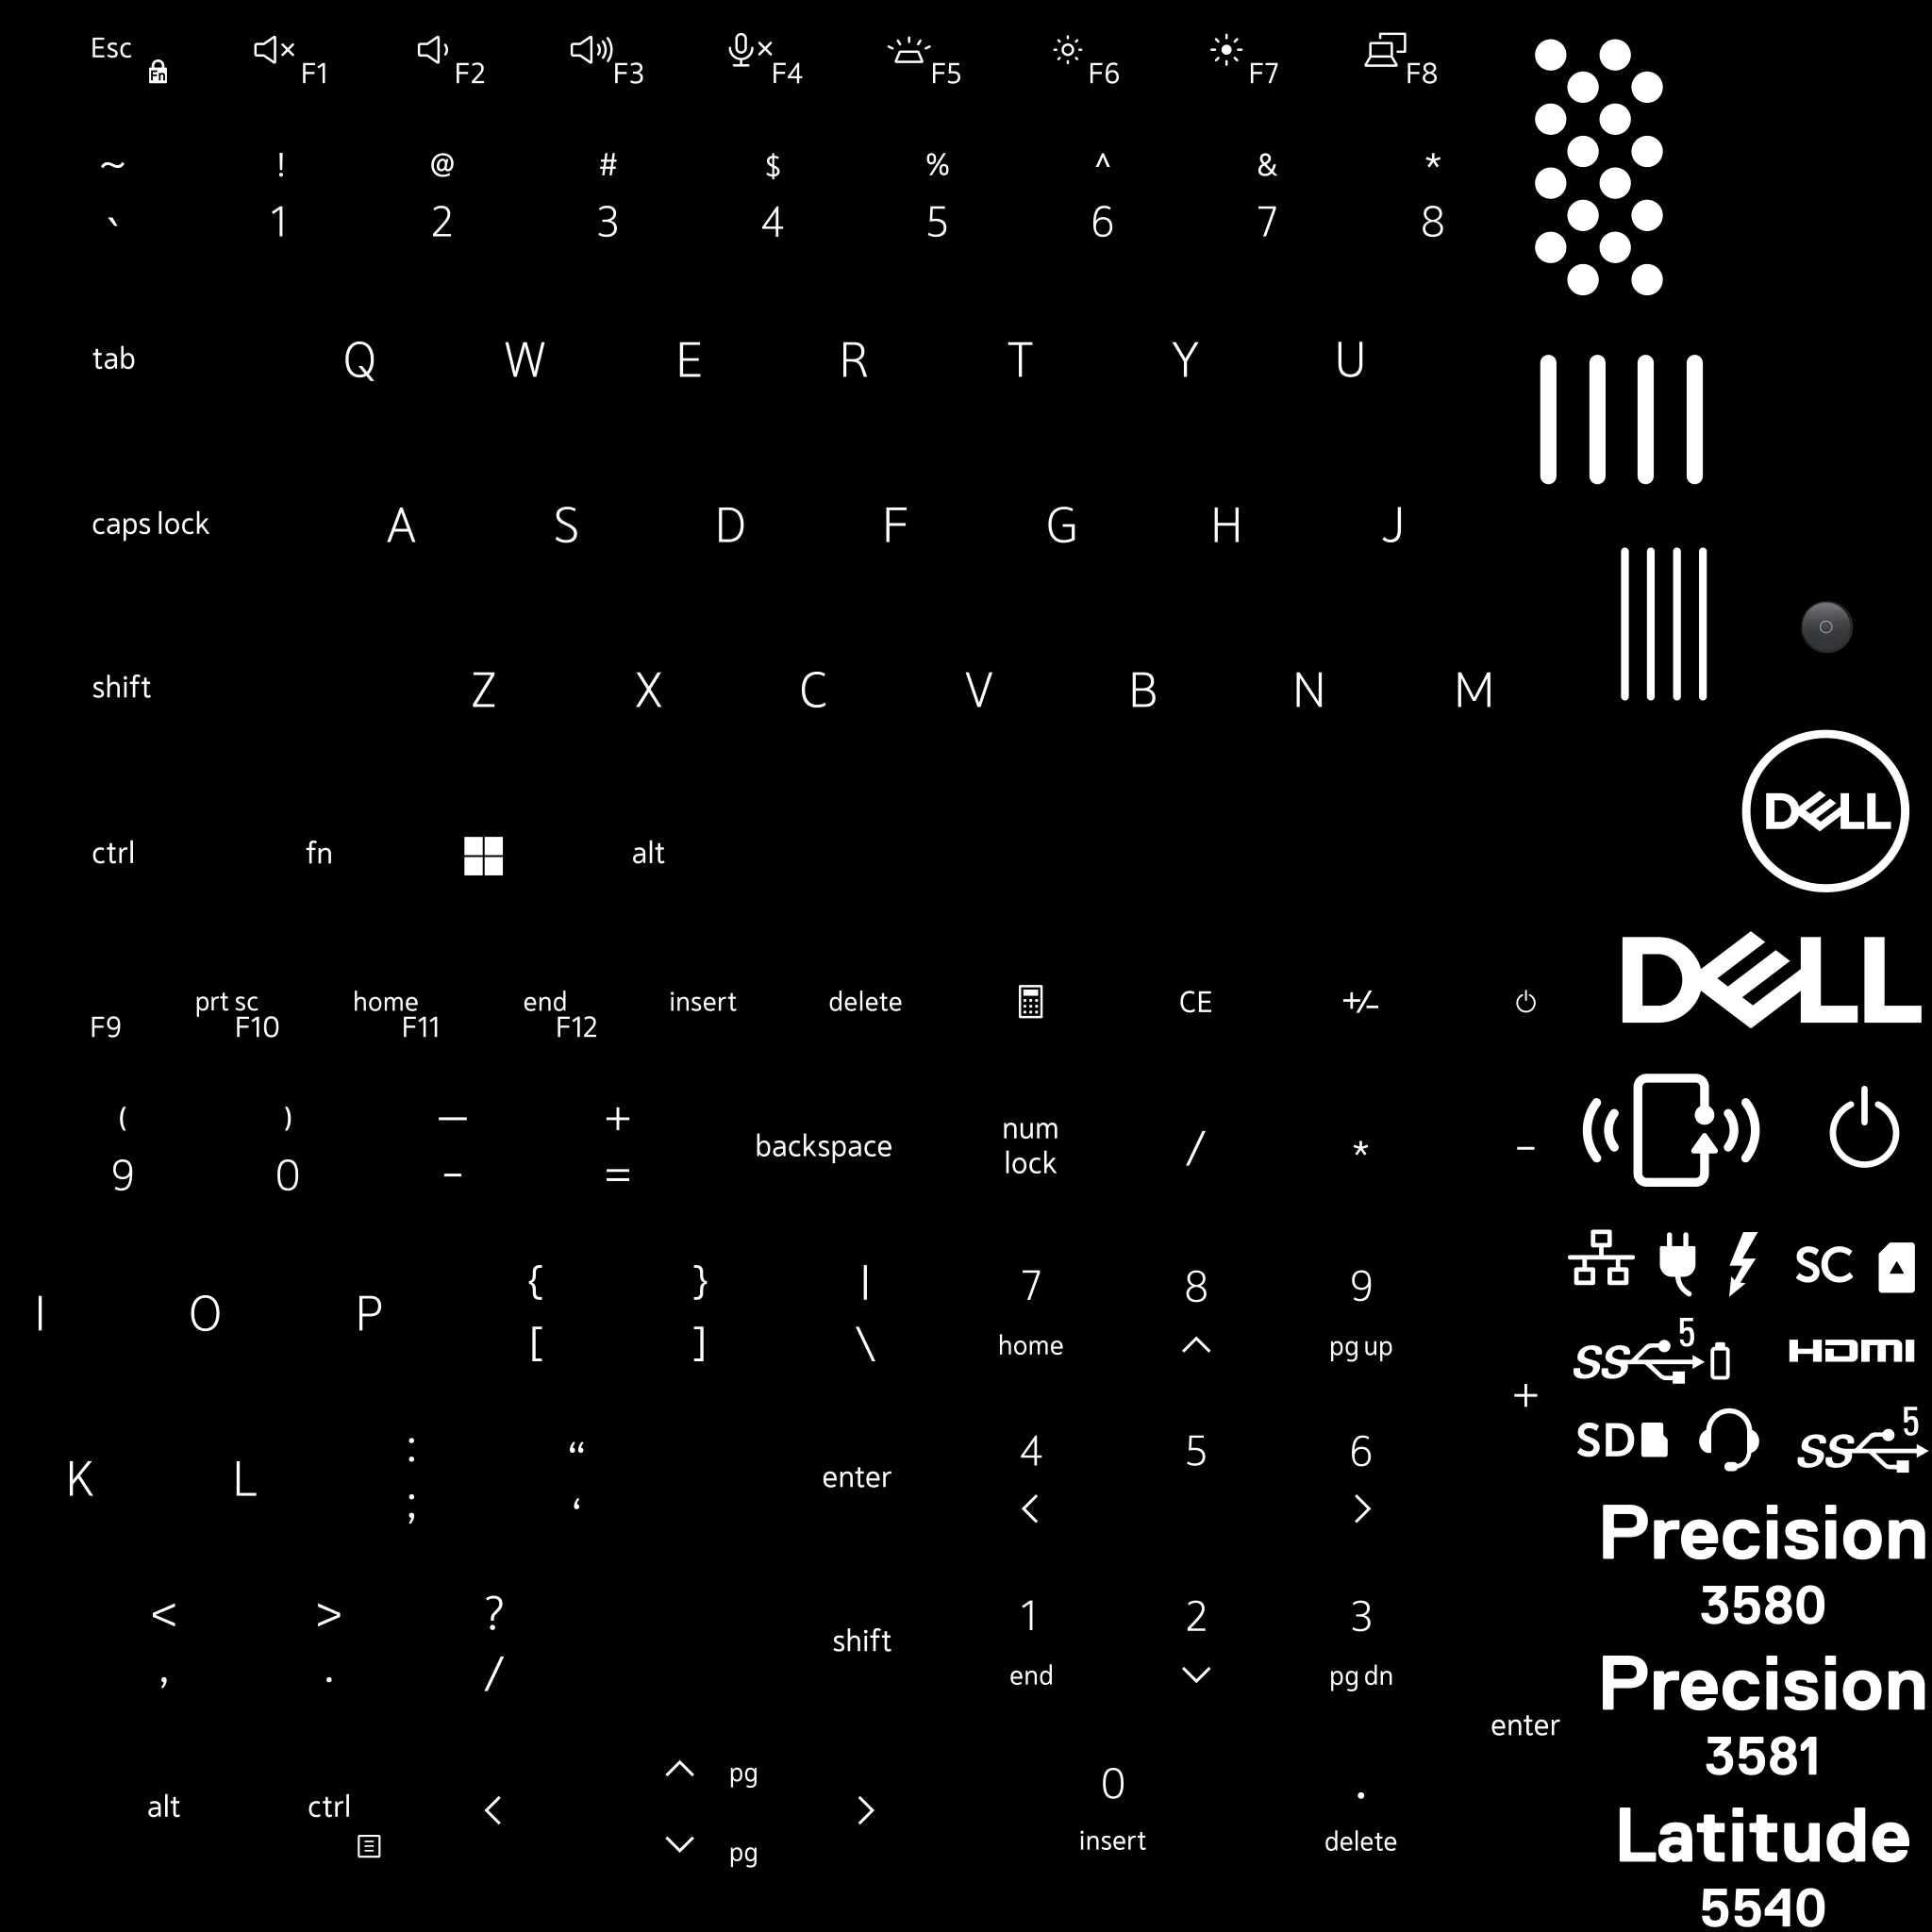 Esc Fn F1 F2 F3 F4 F5 F6 F7 F8
~ ! @ # $ % ^ & *
` 1 2 3 4 5 6 7 8
tab Q W E R T Y U
caps lock A S D F G H J
shift Z X C V B N M
DELL
ctrl fn alt
DELL
prt sc home end insert delete CE +/-
F9 F10 F11 F12
( ) — +
9 0 - =
backspace
num
lock
/ * -
SC
I O P
{ } |
[ ] \
7 8 9
home ^ pg up
SS 5
HDMI
+
K L
: “
; ‘
enter
4 5 6
< >
SD
SS 5
Precision
3580
< > ?
, . /
shift
1 2 3
end pg dn
enter
Precision
3581
alt ctrl < ^ pg >
pg
0 .
insert delete
Latitude
5540